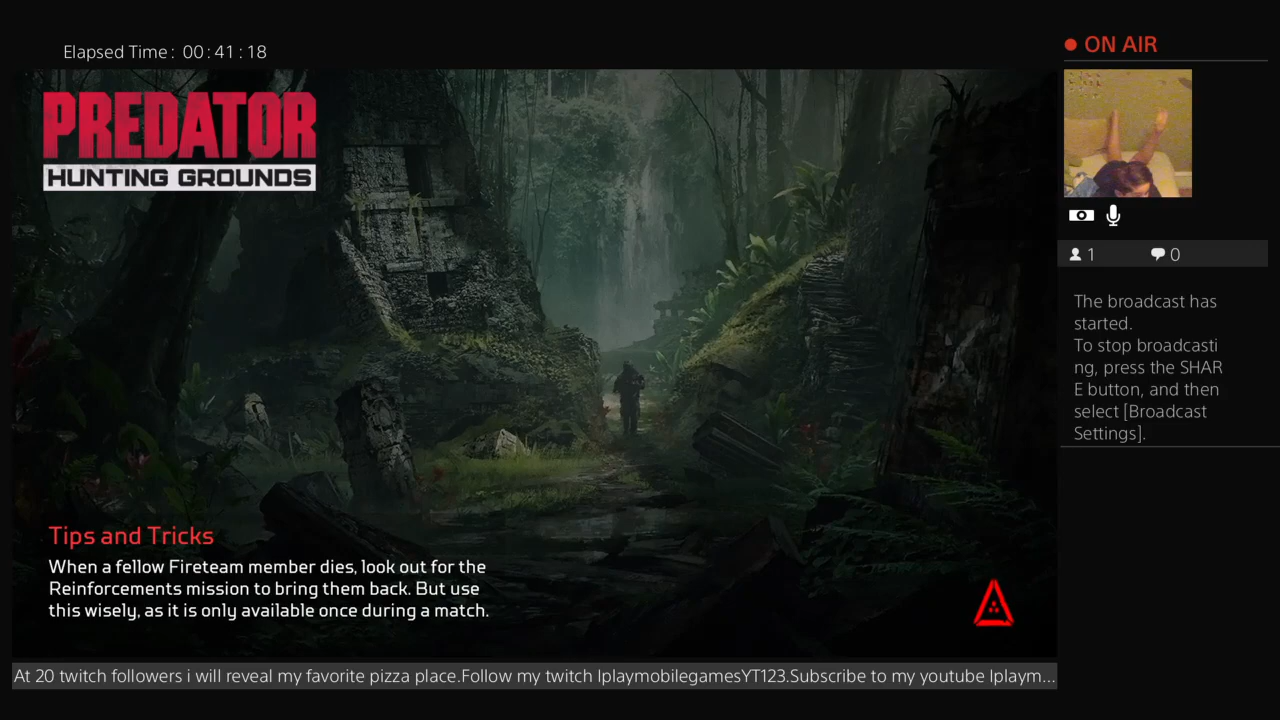 Elapsed Time: 00:41:18
ON AIR
PREDATOR
HUNTING GROUNDS
1
0
The broadcast has
started.
To stop broadcasti
ng, press the SHAR
E button, and then
select [Broadcast
Settings].
Tips and Tricks
When a fellow Fireteam member dies, look out for the
Reinforcements mission to bring them back. But use
this wisely, as it is only available once during a match.
At 20 twitch followers i will reveal my favorite pizza place.Follow my twitch IplaymobilegamesYT123.Subscribe to my youtube Iplaym...